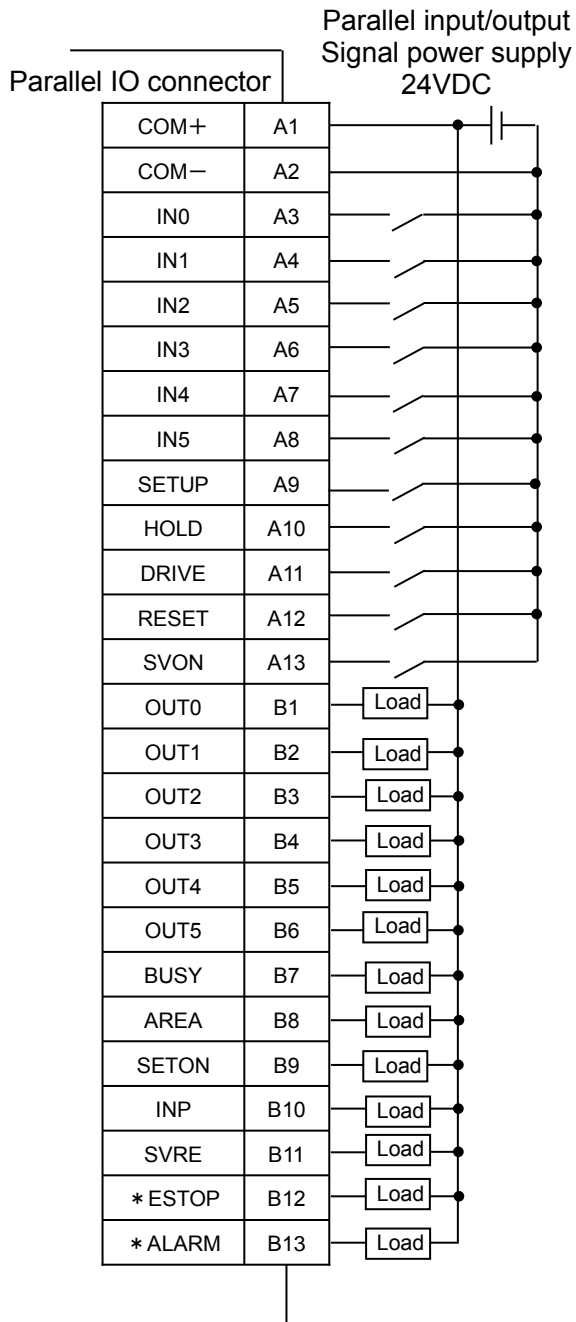 Parallel input/output
Signal power supply
24VDC
Parallel IO connector
COM+ A1
COM− A2
IN0 A3
IN1 A4
IN2 A5
IN3 A6
IN4 A7
IN5 A8
SETUP A9
HOLD A10
DRIVE A11
RESET A12
SVON A13
OUT0 B1 Load
OUT1 B2 Load
OUT2 B3 Load
OUT3 B4 Load
OUT4 B5 Load
OUT5 B6 Load
BUSY B7 Load
AREA B8 Load
SETON B9 Load
INP B10 Load
SVRE B11 Load
*ESTOP B12 Load
*ALARM B13 Load